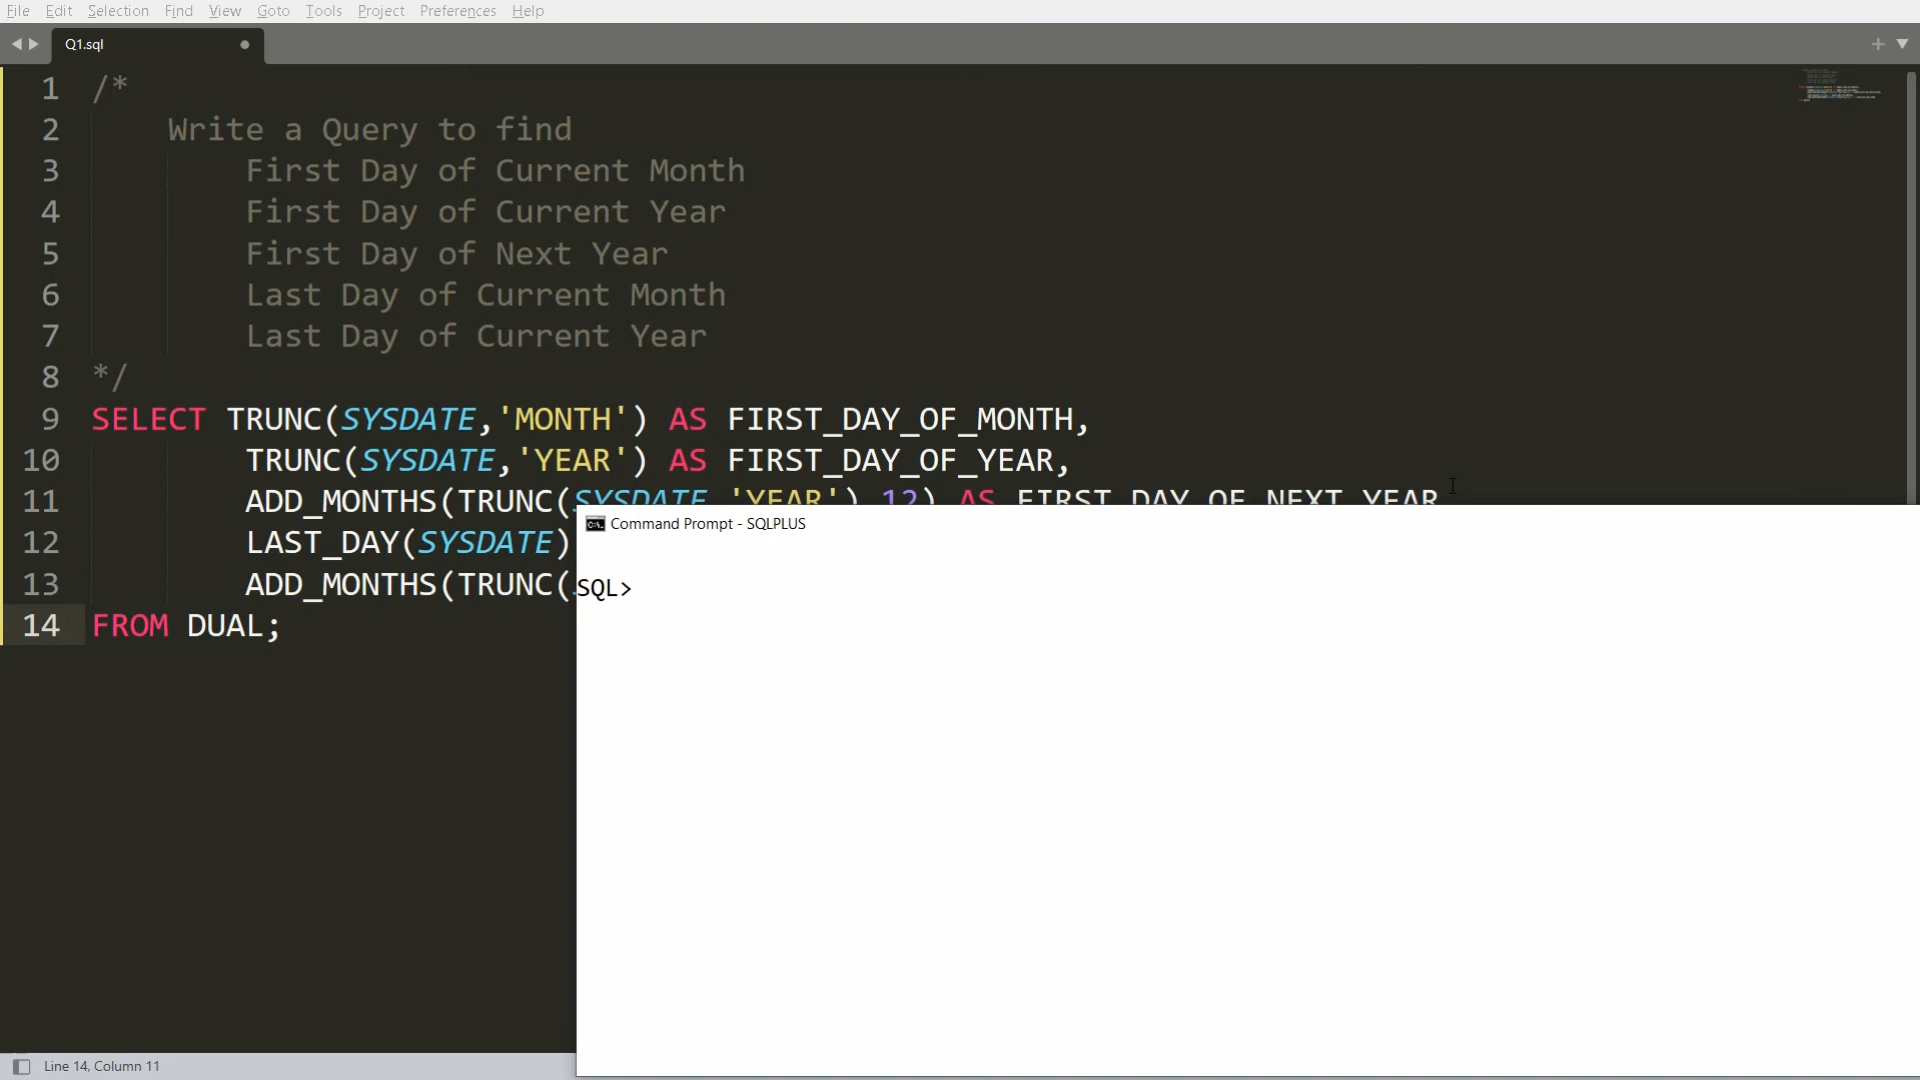 File Edit Selection Find View Goto Tools Project Preferences Help
Q1.sql
1 /*
2 Write a Query to find
3 First Day of Current Month
4 First Day of Current Year
5 First Day of Next Year
6 Last Day of Current Month
7 Last Day of Current Year
8 */
9 SELECT TRUNC(SYSDATE,'MONTH') AS FIRST_DAY_OF_MONTH,
10 TRUNC(SYSDATE,'YEAR') AS FIRST_DAY_OF_YEAR,
11 ADD_MONTHS(TRUNC(SYSDATE,'YEAR'),12) AS FIRST_DAY_OF_NEXT_YEAR,
12 LAST_DAY(SYSDATE)
13 ADD_MONTHS(TRUNC(
14 FROM DUAL;
Command Prompt - SQLPLUS
SQL>
Line 14, Column 11